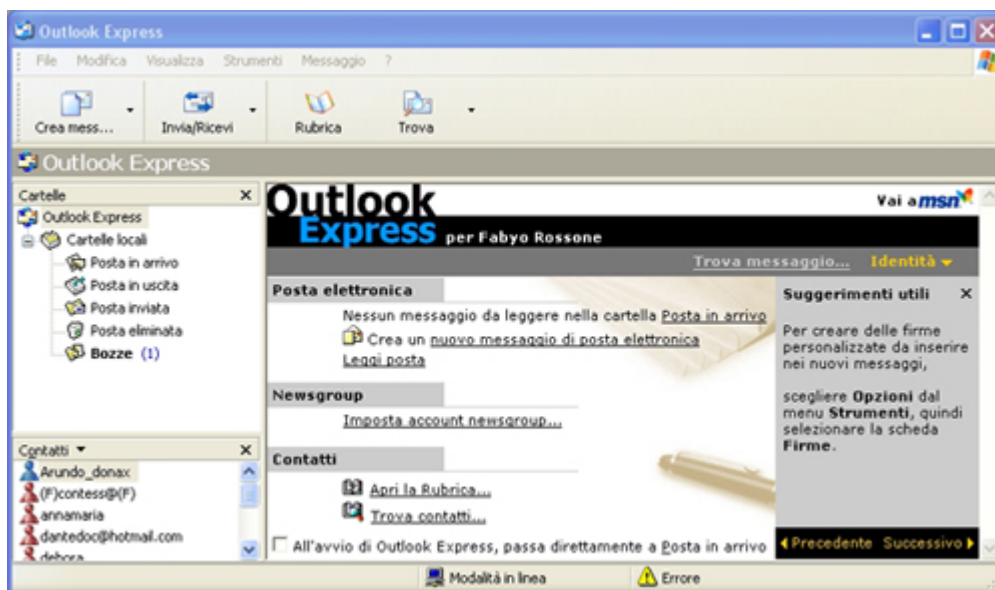 Outlook Express
File Modifica Visualizza Strumenti Messaggio ?
Crea mess... Invia/Ricevi Rubrica Trova
Outlook Express
Cartelle
Outlook Express
Cartelle locali
Posta in arrivo
Posta in uscita
Posta inviata
Posta eliminata
Bozze (1)
Contatti
Arundo_donax
(F)contess@(F)
annamaria
dantedoc@hotmail.com
debora
Outlook
Express per Fabyo Rossone
Vai a msn
Trova messaggio... Identità
Posta elettronica
Nessun messaggio da leggere nella cartella Posta in arrivo
Crea un nuovo messaggio di posta elettronica
Leggi posta
Newsgroup
Imposta account newsgroup...
Contatti
Apri la Rubrica...
Trova contatti...
All'avvio di Outlook Express, passa direttamente a Posta in arrivo
Suggerimenti utili
Per creare delle firme
personalizzate da inserire
nei nuovi messaggi,
scegliere Opzioni dal
menu Strumenti, quindi
selezionare la scheda
Firme.
Precedente Successivo
Modalità in linea Errore